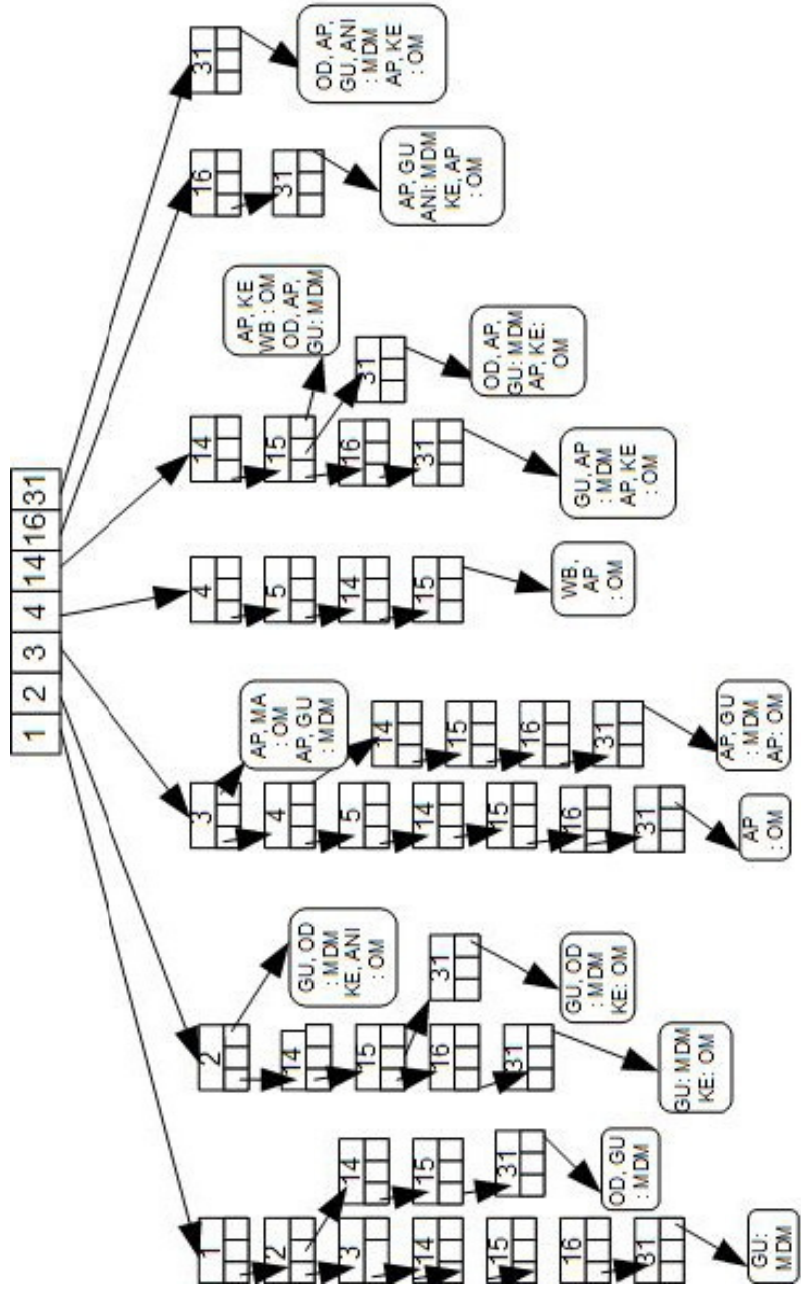 1 2 3 4 14 16 31
1
2
3
14
15
16
31
GU:
MDM
14
15
31
OD, GU
: MDM
2
GU, OD
: MDM
KE, ANI
: OM
14
15
16
31
GU: MDM
KE: OM
31
GU, OD
: MDM
KE: OM
3
AP, MA
: OM
AP, GU
: MDM
4
5
14
15
16
31
AP
: OM
14
15
16
31
AP, GU
: MDM
AP: OM
4
5
14
15
WB,
AP
: OM
14
15
16
31
GU, AP
: MDM
AP, KE
: OM
AP, KE
WB : OM
OD, AP,
GU: MDM
31
OD, AP,
GU: MDM
AP, KE:
OM
16
31
AP, GU
ANI: MDM
KE, AP
: OM
31
OD, AP,
GU, ANI
: MDM
AP, KE
: OM